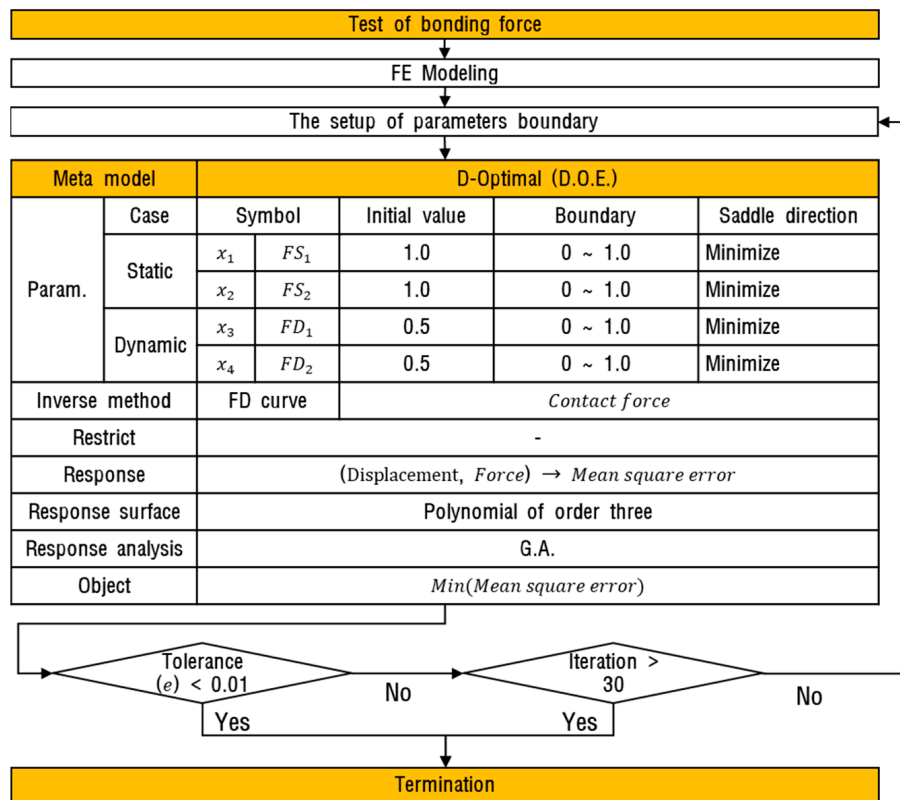 Test of bonding force
FE Modeling
The setup of parameters boundary
Meta model D-Optimal (D.O.E.)
Param. Case Symbol Initial value Boundary Saddle direction
Static x₁ FS₁ 1.0 0 ~ 1.0 Minimize
x₂ FS₂ 1.0 0 ~ 1.0 Minimize
Dynamic x₃ FD₁ 0.5 0 ~ 1.0 Minimize
x₄ FD₂ 0.5 0 ~ 1.0 Minimize
Inverse method FD curve Contact force
Restrict -
Response (Displacement, Force) → Mean square error
Response surface Polynomial of order three
Response analysis G.A.
Object Min(Mean square error)
Tolerance
(e) < 0.01
No
Yes
Iteration >
30
No
Yes
Termination